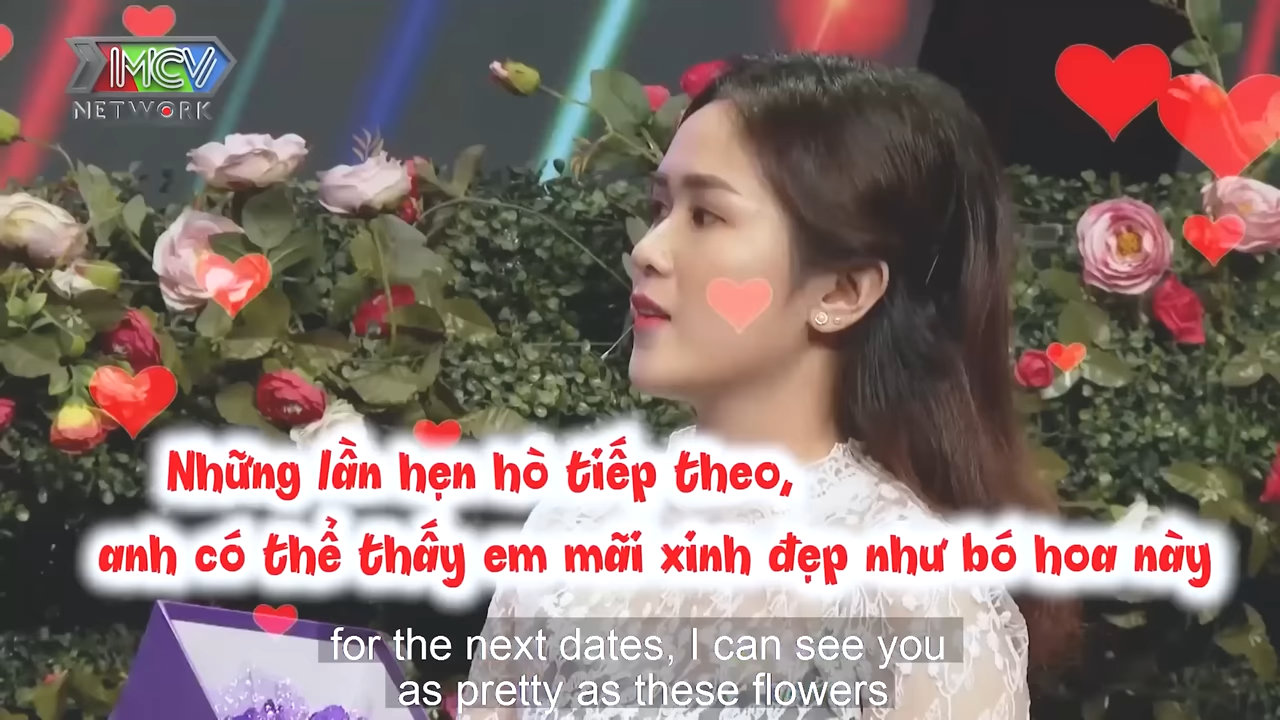 MCV
NETWORK
Những lần hẹn hò tiếp theo,
anh có thể thấy em mãi xinh đẹp như bó hoa này
for the next dates, I can see you
as pretty as these flowers